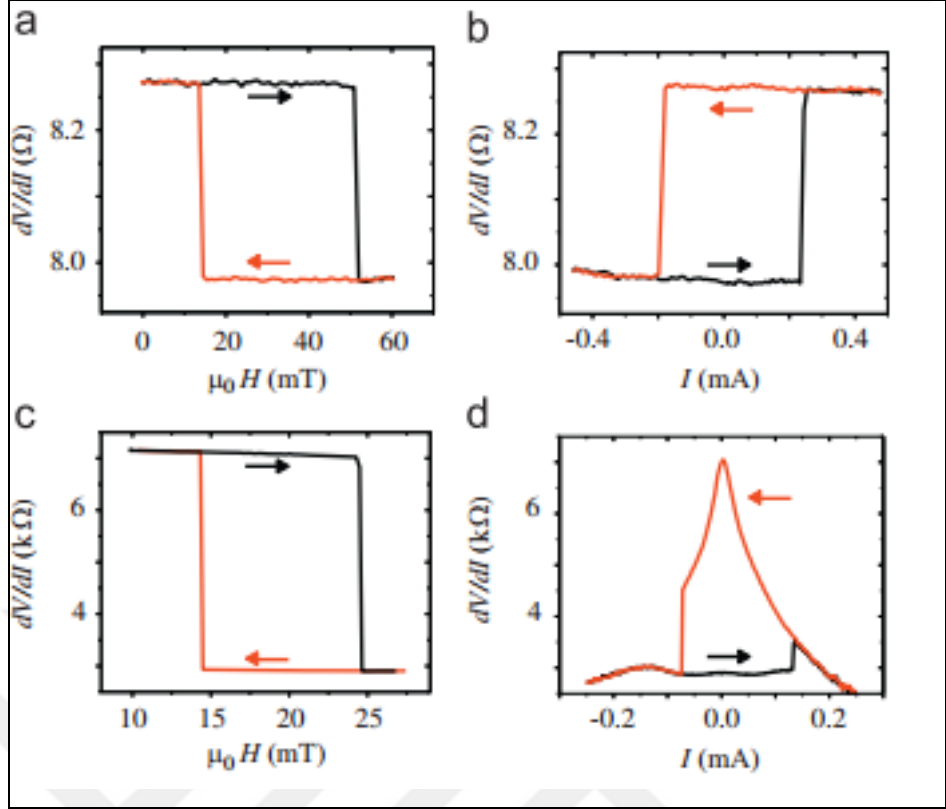 a
8.2
8.0
dV/dI (Ω)
0 20 40 60
μ₀ H (mT)
b
8.2
8.0
dV/dI (Ω)
-0.4 0.0 0.4
I (mA)
c
6
4
dV/dI (kΩ)
10 15 20 25
μ₀ H (mT)
d
6
4
dV/dI (kΩ)
-0.2 0.0 0.2
I (mA)